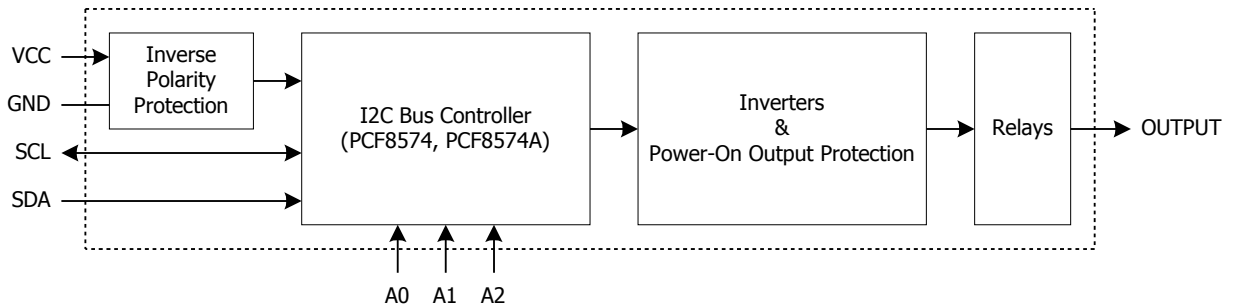 VCC
GND
SCL
SDA
Inverse
Polarity
Protection
I2C Bus Controller
(PCF8574, PCF8574A)
Inverters
&
Power-On Output Protection
Relays
OUTPUT
A0
A1
A2